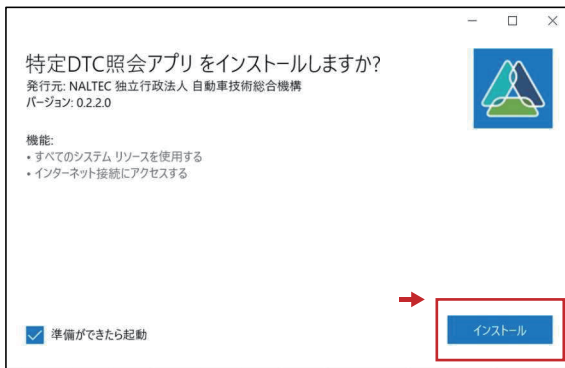 特定DTC照会アプリ をインストールしますか?
発行元: NALTEC 独立行政法人 自動車技術総合機構
バージョン: 0.2.2.0
機能:
• すべてのシステム リソースを使用する
• インターネット接続にアクセスする
準備ができたら起動
インストール